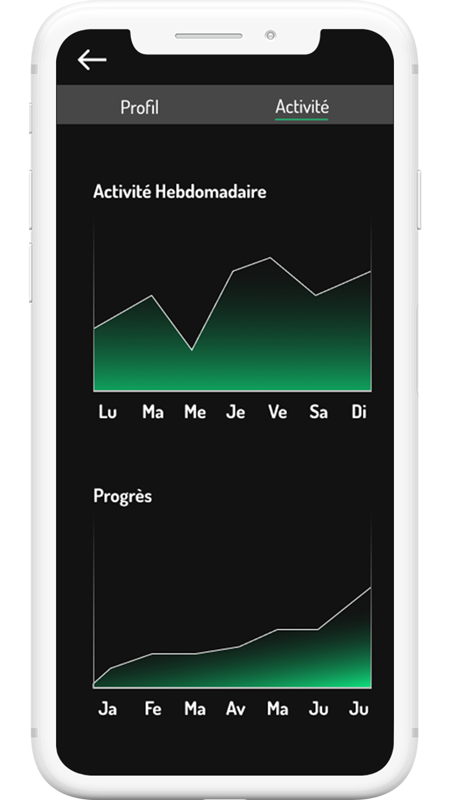 Profil Activité
Activité Hebdomadaire
Lu Ma Me Je Ve Sa Di
Progrès
Ja Fe Ma Av Ma Ju Ju